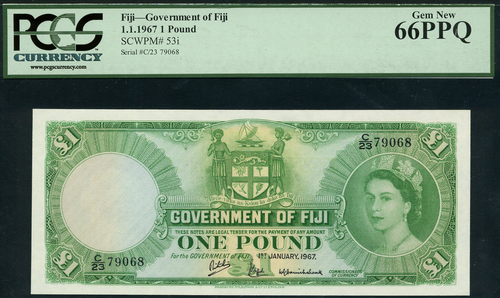 PCGS
CURRENCY
www.pcgscurrency.com
Fiji—Government of Fiji
1.1.1967 1 Pound
SCWPM# 53i
Serial #C/23 79068
Gem New
66PPQ
£1
£1
C/23 79068
GOVERNMENT OF FIJI
THESE NOTES ARE LEGAL TENDER FOR THE PAYMENT OF ANY AMOUNT
ONE POUND
for the GOVERNMENT of FIJI 1ST JANUARY, 1967.
C/23 79068
COMMISSIONERS
OF CURRENCY
£1
£1